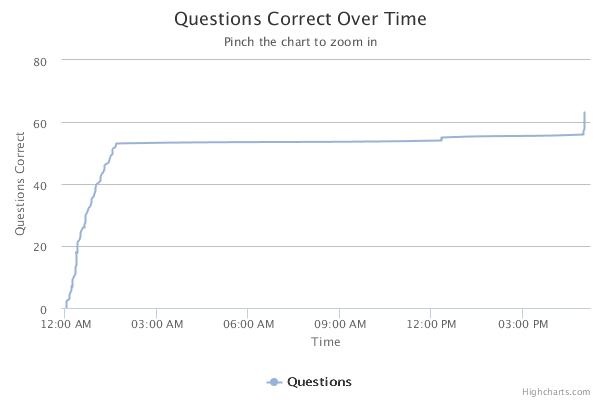 Questions Correct Over Time
Pinch the chart to zoom in
Questions Correct
80
60
40
20
0
12:00 AM 03:00 AM 06:00 AM 09:00 AM 12:00 PM 03:00 PM
Time
Questions
Highcharts.com